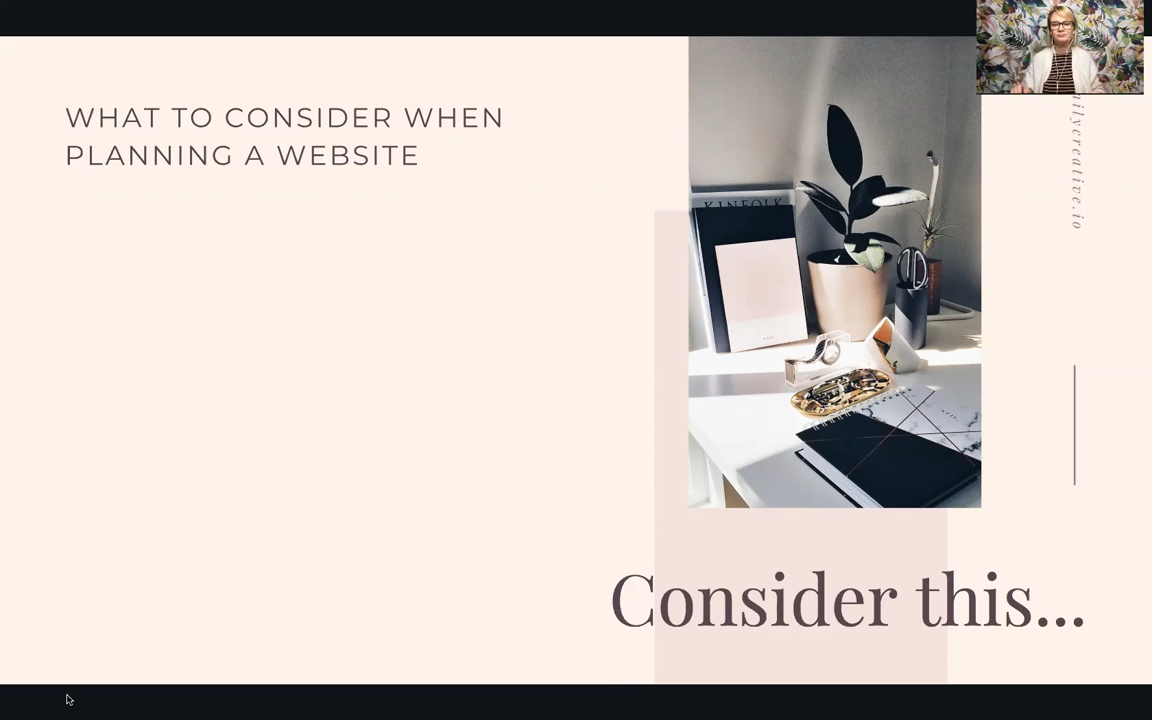 WHAT TO CONSIDER WHEN
PLANNING A WEBSITE
KINFOLK
Consider this...